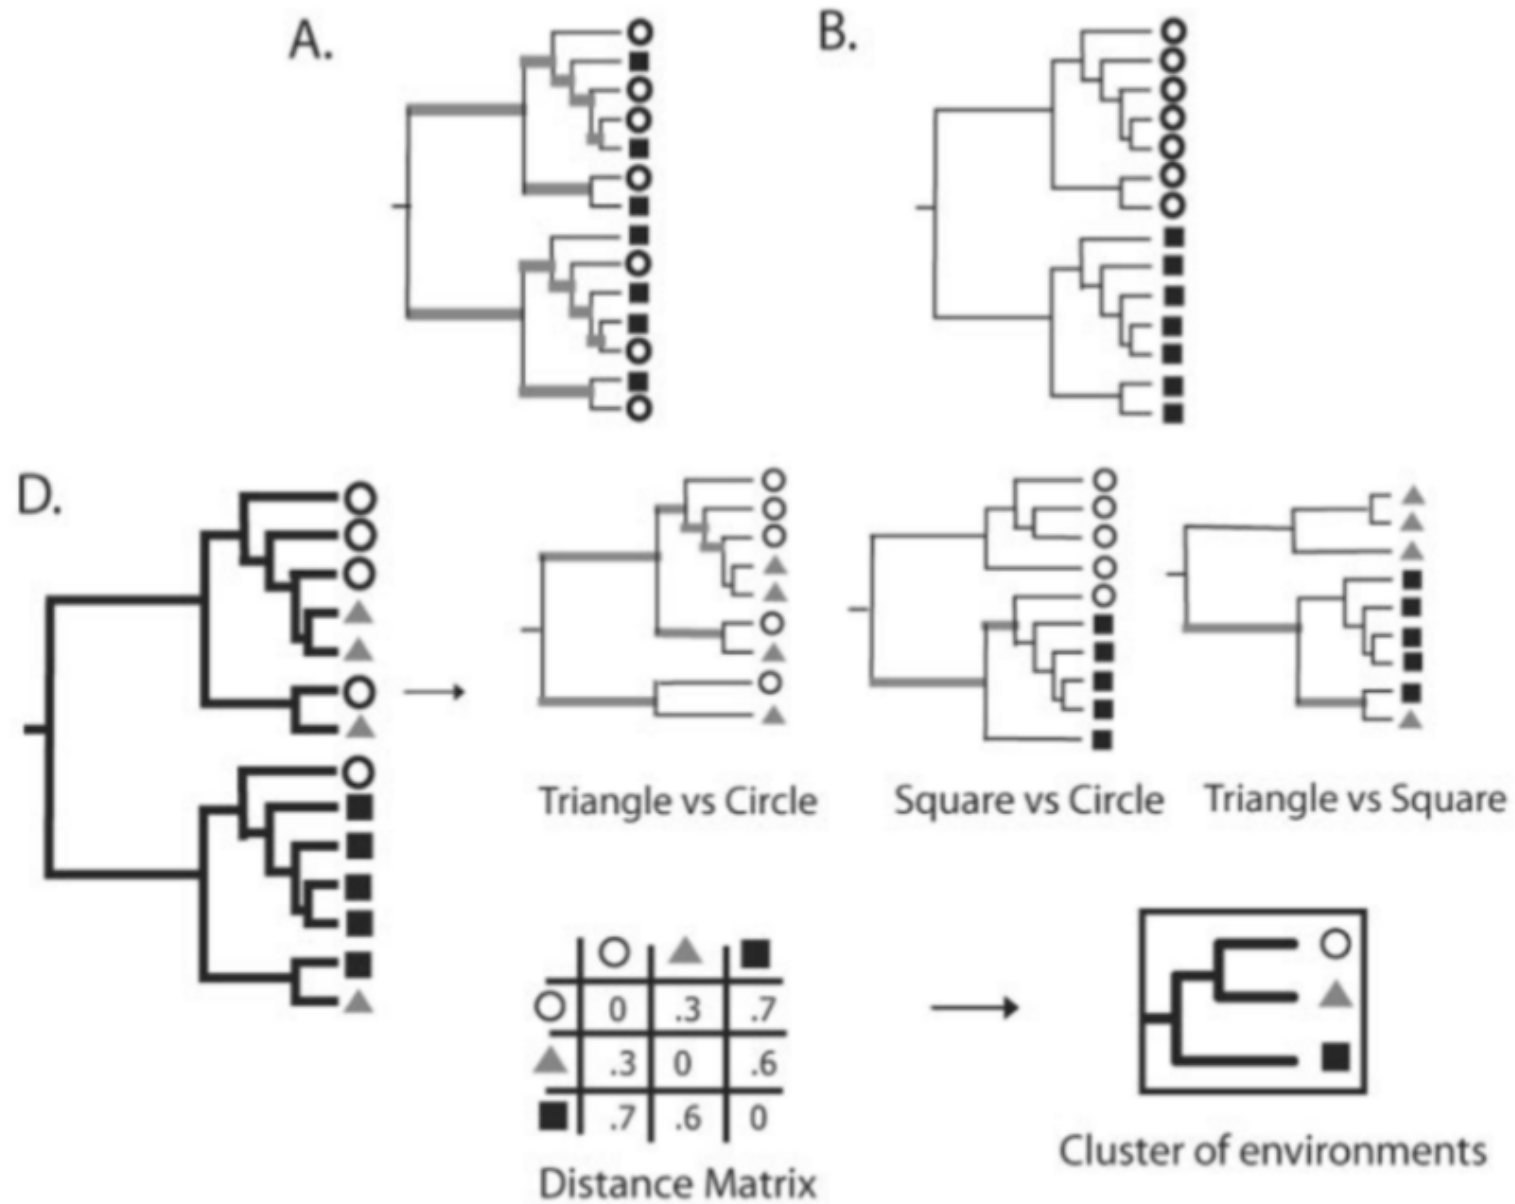 A.
B.
D.
Triangle vs Circle
Square vs Circle
Triangle vs Square
0 .3 .7
.3 0 .6
.7 .6 0
Distance Matrix
Cluster of environments